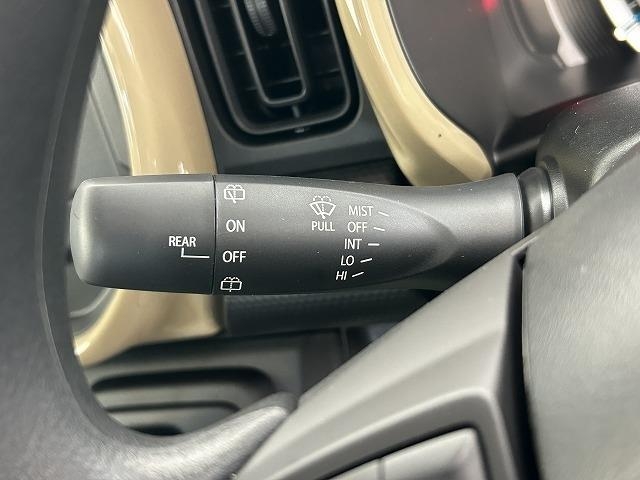 REAR
ON
OFF
PULL
MIST
OFF
INT
LO
HI